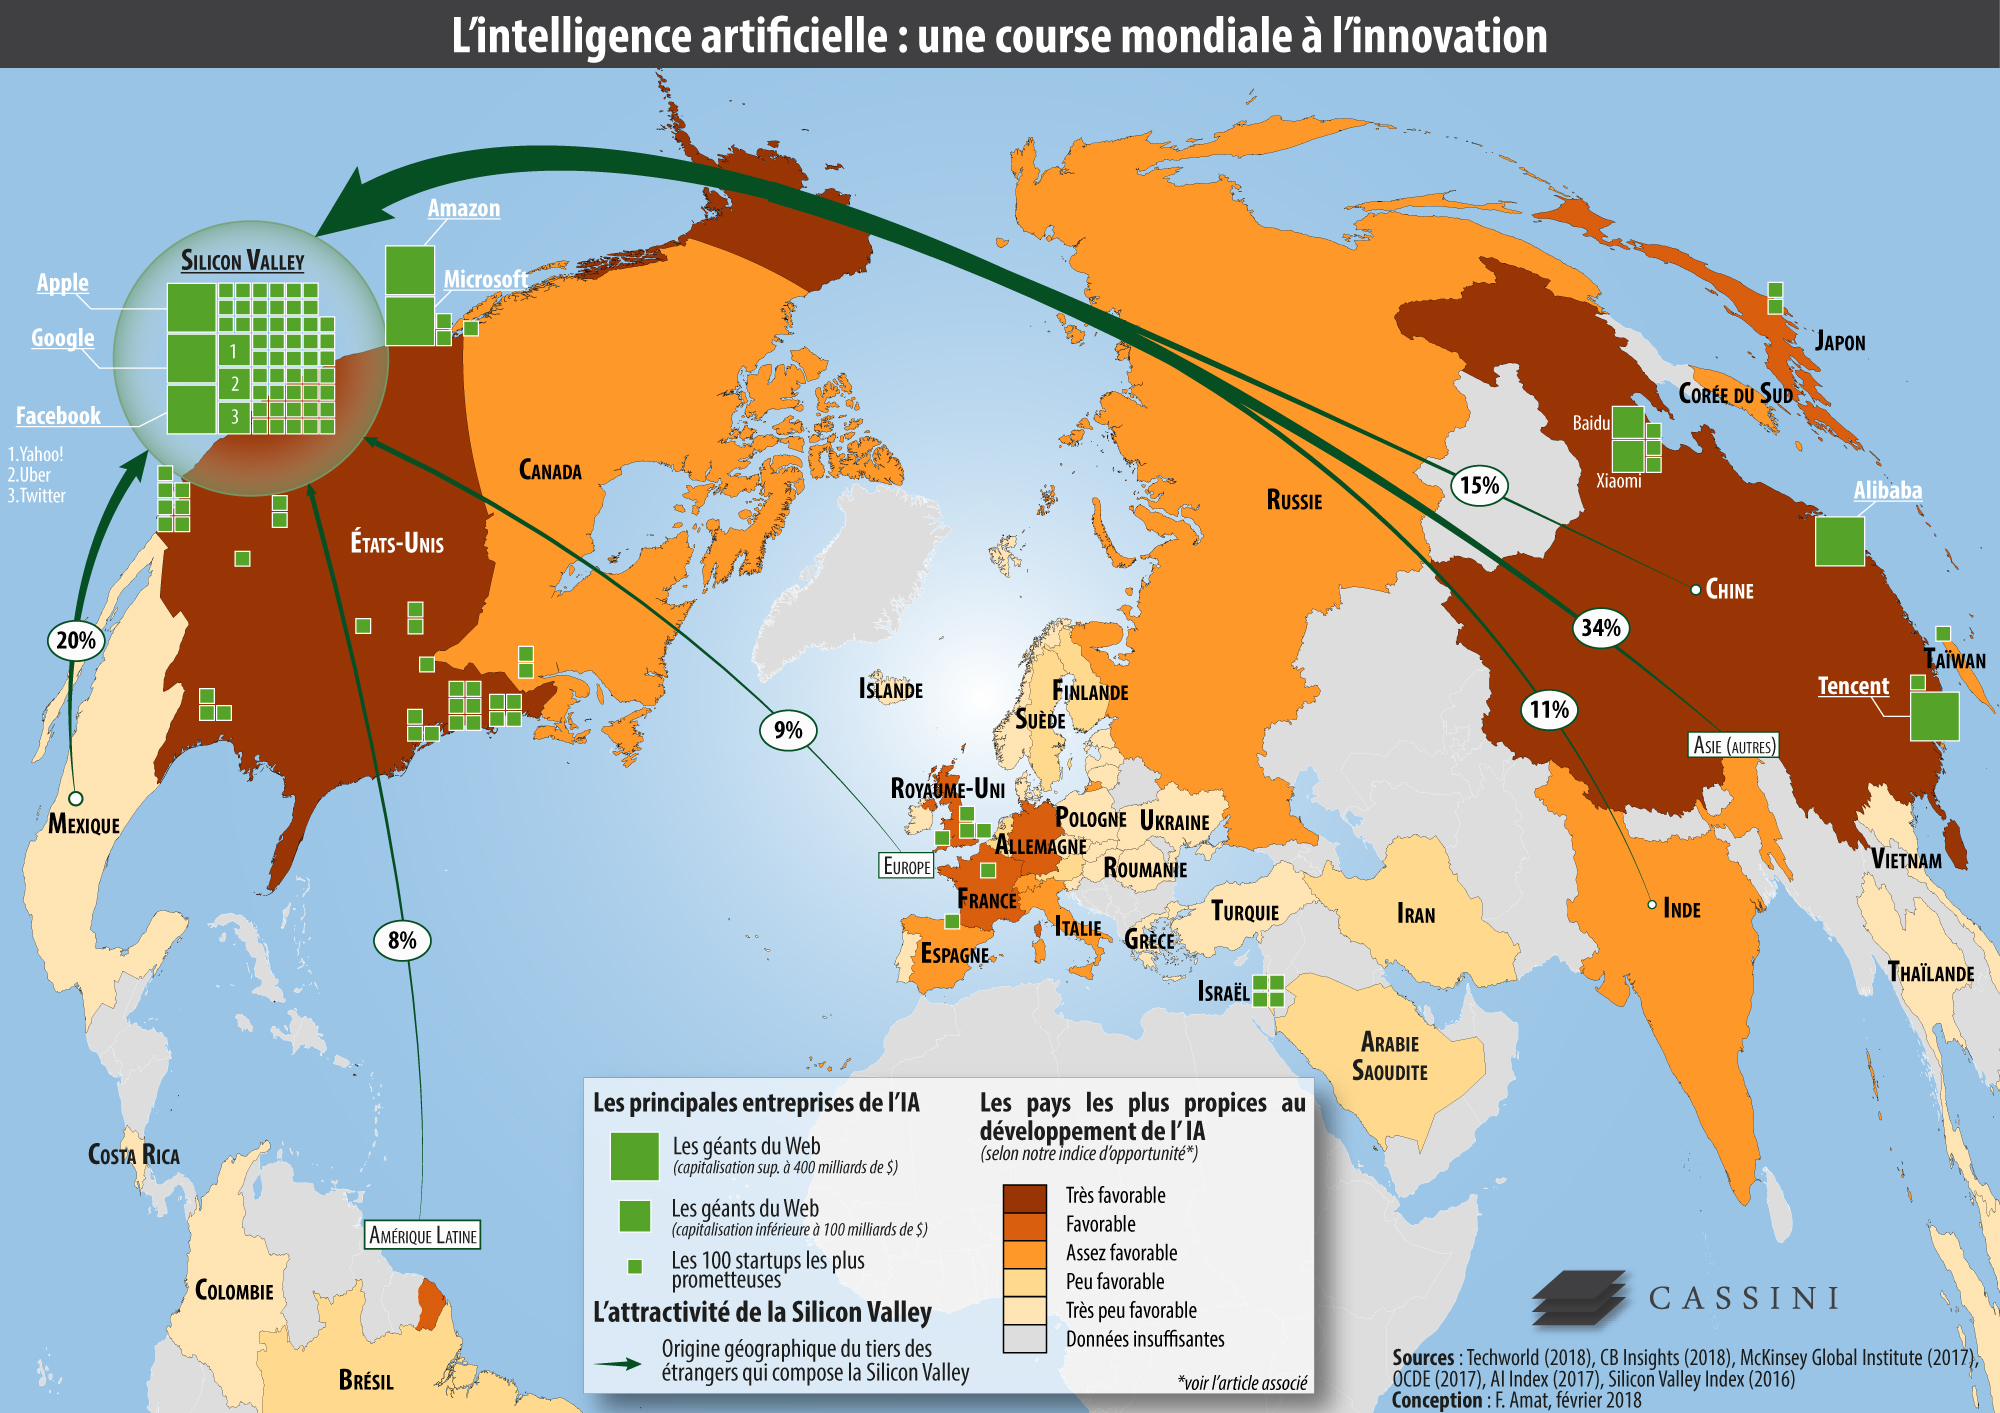 L'intelligence artificielle : une course mondiale à l'innovation
Amazon
Silicon Valley
Microsoft
Apple
Google
Facebook
1
2
3
1.Yahoo!
2.Uber
3.Twitter
Canada
États-Unis
20%
Mexique
9%
8%
Amérique Latine
Costa Rica
Colombie
Brésil
Islande
Finlande
Suède
Royaume-Uni
Pologne
Ukraine
Allemagne
Europe
Roumanie
France
Turquie
Italie
Grèce
Espagne
Israël
Iran
Arabie
Saoudite
Russie
Japon
Corée du Sud
Baidu
Xiaomi
15%
Alibaba
Chine
34%
Taïwan
Tencent
11%
Asie (autres)
Vietnam
Inde
Thaïlande
Les principales entreprises de l'IA
Les géants du Web
(capitalisation sup. à 400 milliards de $)
Les géants du Web
(capitalisation inférieure à 100 milliards de $)
Les 100 startups les plus
prometteuses
L'attractivité de la Silicon Valley
Origine géographique du tiers des
étrangers qui compose la Silicon Valley
Les pays les plus propices au
développement de l' IA
(selon notre indice d'opportunité*)
Très favorable
Favorable
Assez favorable
Peu favorable
Très peu favorable
Données insuffisantes
*voir l'article associé
CASSINI
Sources : Techworld (2018), CB Insights (2018), McKinsey Global Institute (2017),
OCDE (2017), AI Index (2017), Silicon Valley Index (2016)
Conception : F. Amat, février 2018